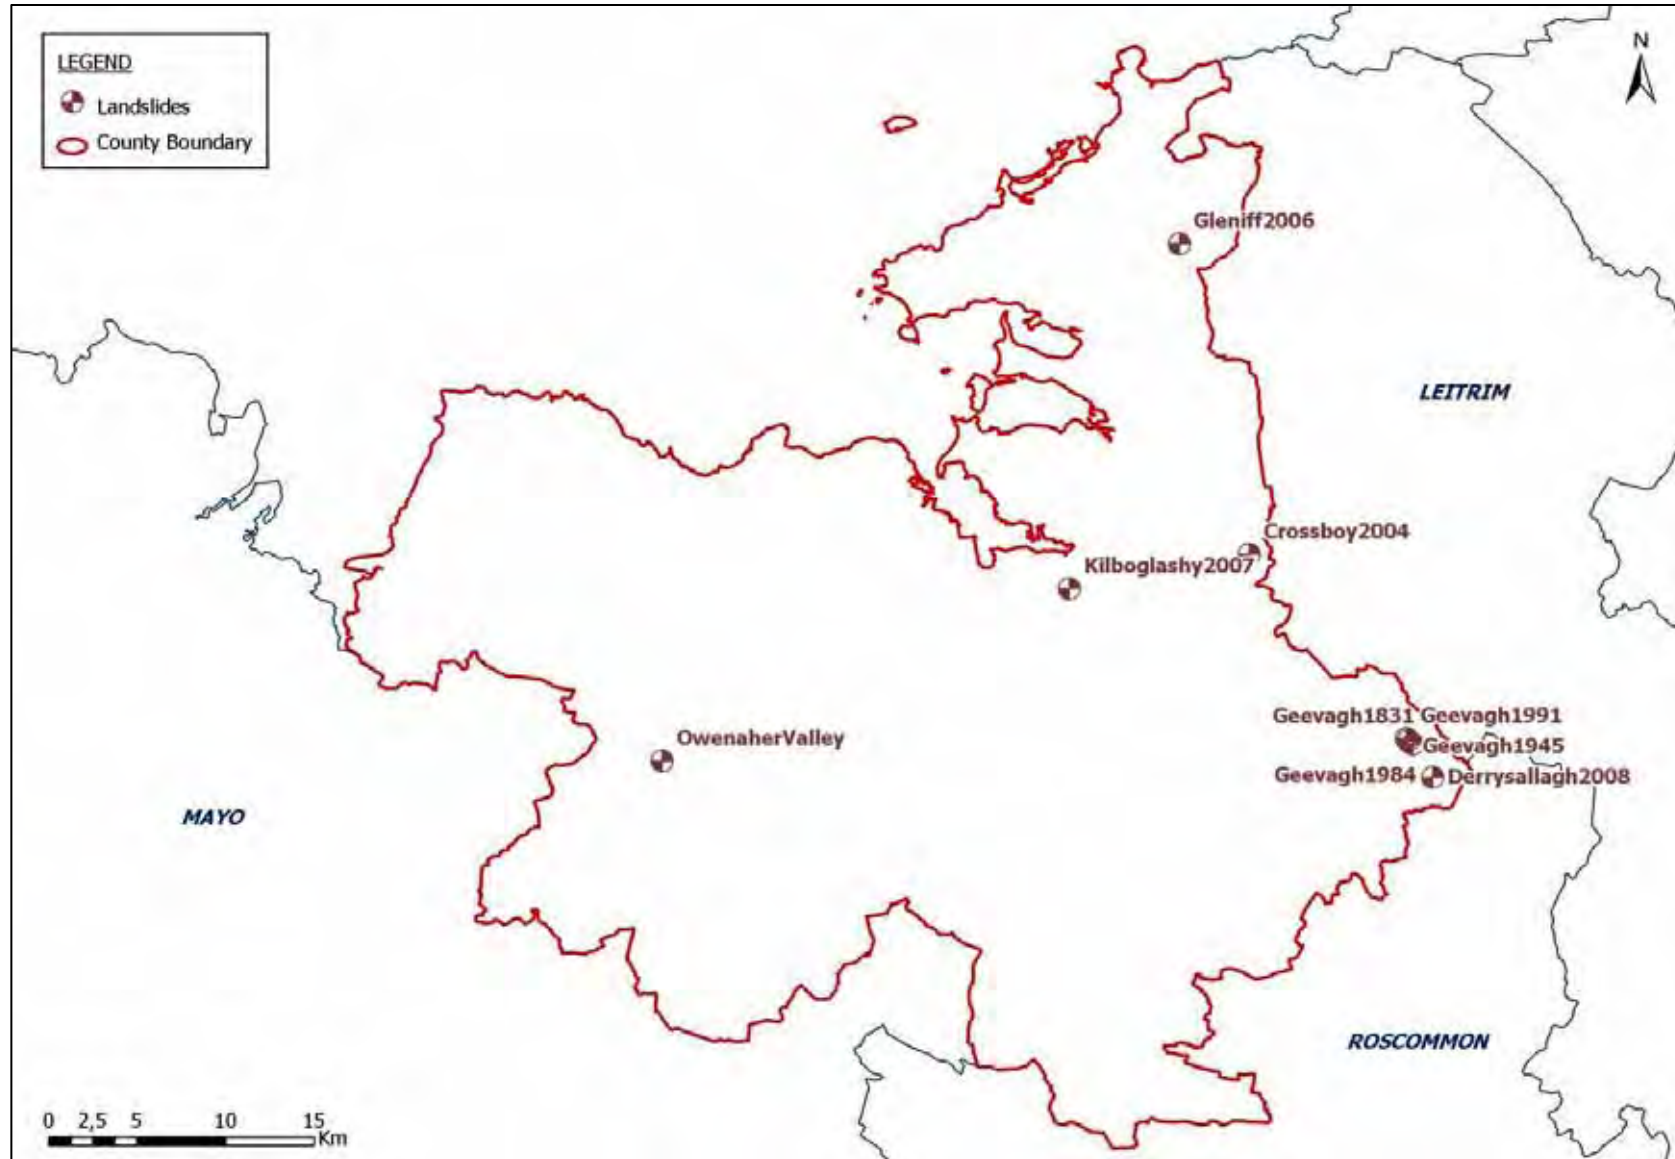 LEGEND
Landslides
County Boundary
N
Gleniff2006
LEITRIM
Crossboy2004
Kilboglashy2007
Geevagh1831 Geevagh1991
OwenaherValley
Geevagh1945
Geevagh1984 Derrysallagh2008
MAYO
ROSCOMMON
0 2,5 5 10 15
Km